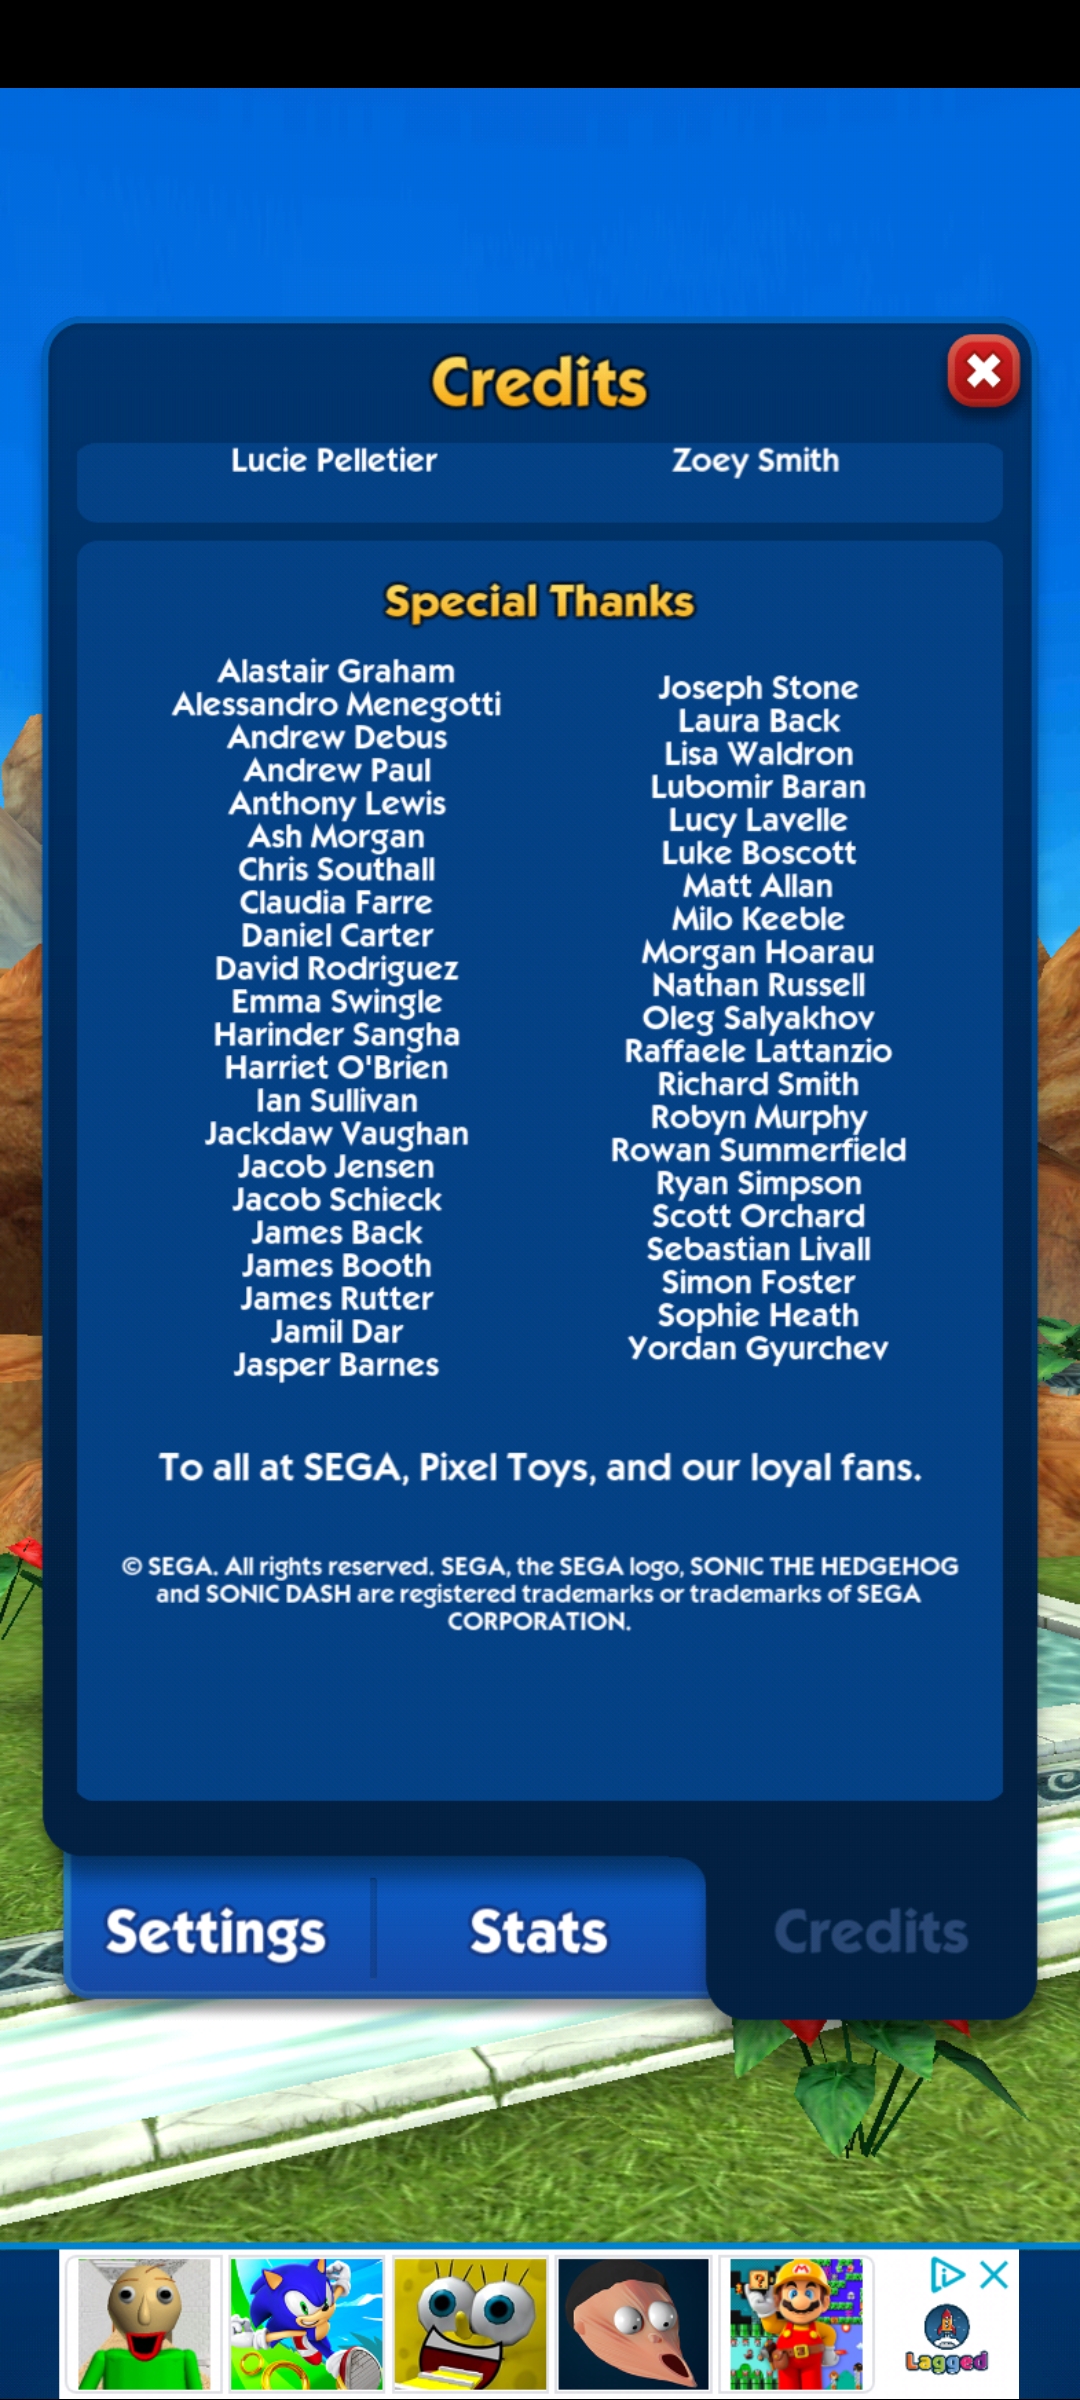 Credits
Lucie Pelletier
Zoey Smith
Special Thanks
Alastair Graham
Alessandro Menegotti
Andrew Debus
Andrew Paul
Anthony Lewis
Ash Morgan
Chris Southall
Claudia Farre
Daniel Carter
David Rodriguez
Emma Swingle
Harinder Sangha
Harriet O'Brien
Ian Sullivan
Jackdaw Vaughan
Jacob Jensen
Jacob Schieck
James Back
James Booth
James Rutter
Jamil Dar
Jasper Barnes
Joseph Stone
Laura Back
Lisa Waldron
Lubomir Baran
Lucy Lavelle
Luke Boscott
Matt Allan
Milo Keeble
Morgan Hoarau
Nathan Russell
Oleg Salyakhov
Raffaele Lattanzio
Richard Smith
Robyn Murphy
Rowan Summerfield
Ryan Simpson
Scott Orchard
Sebastian Livall
Simon Foster
Sophie Heath
Yordan Gyurchev
To all at SEGA, Pixel Toys, and our loyal fans.
© SEGA. All rights reserved. SEGA, the SEGA logo, SONIC THE HEDGEHOG
and SONIC DASH are registered trademarks or trademarks of SEGA
CORPORATION.
Settings
Stats
Credits
Lagged